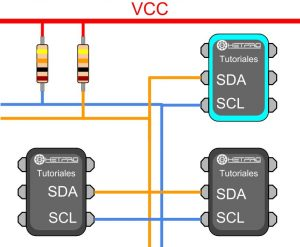 VCC
HETPRO
Tutoriales
SDA
SCL
HETPRO
Tutoriales
SDA
SCL
HETPRO
Tutoriales
SDA
SCL